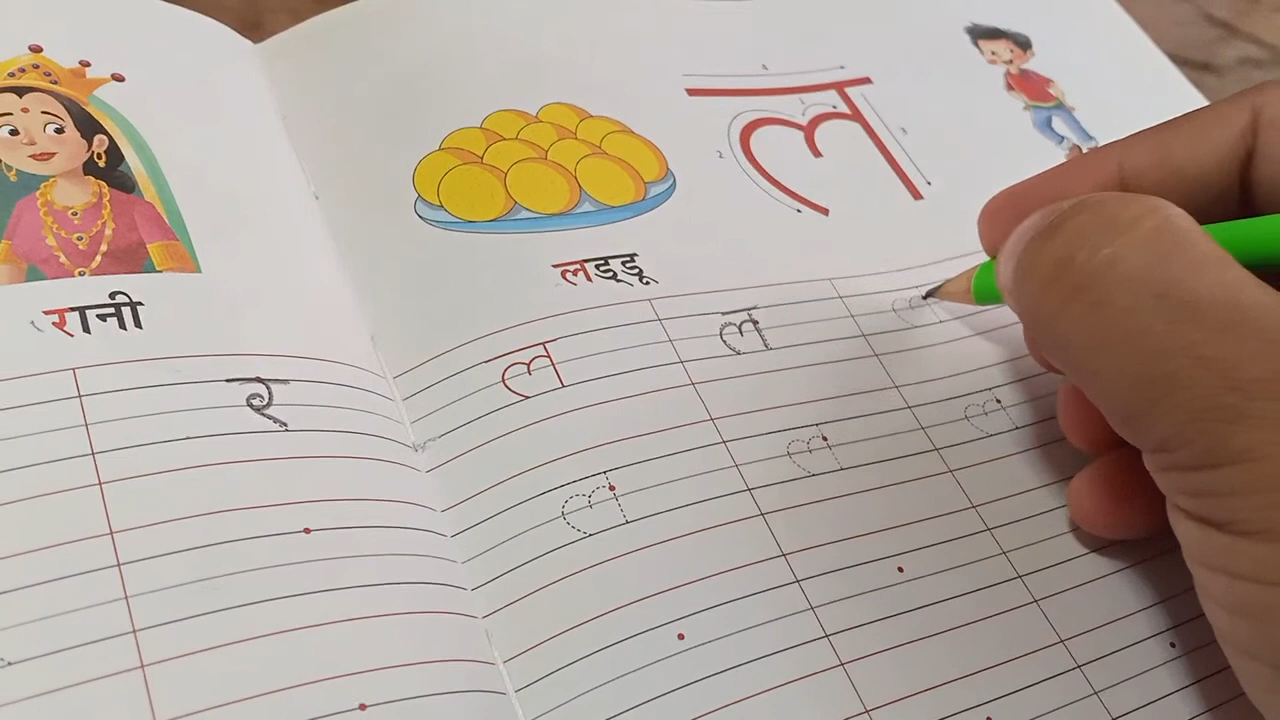 रानी
र
ल
लड्डू
ल ल ल
ल ल ल